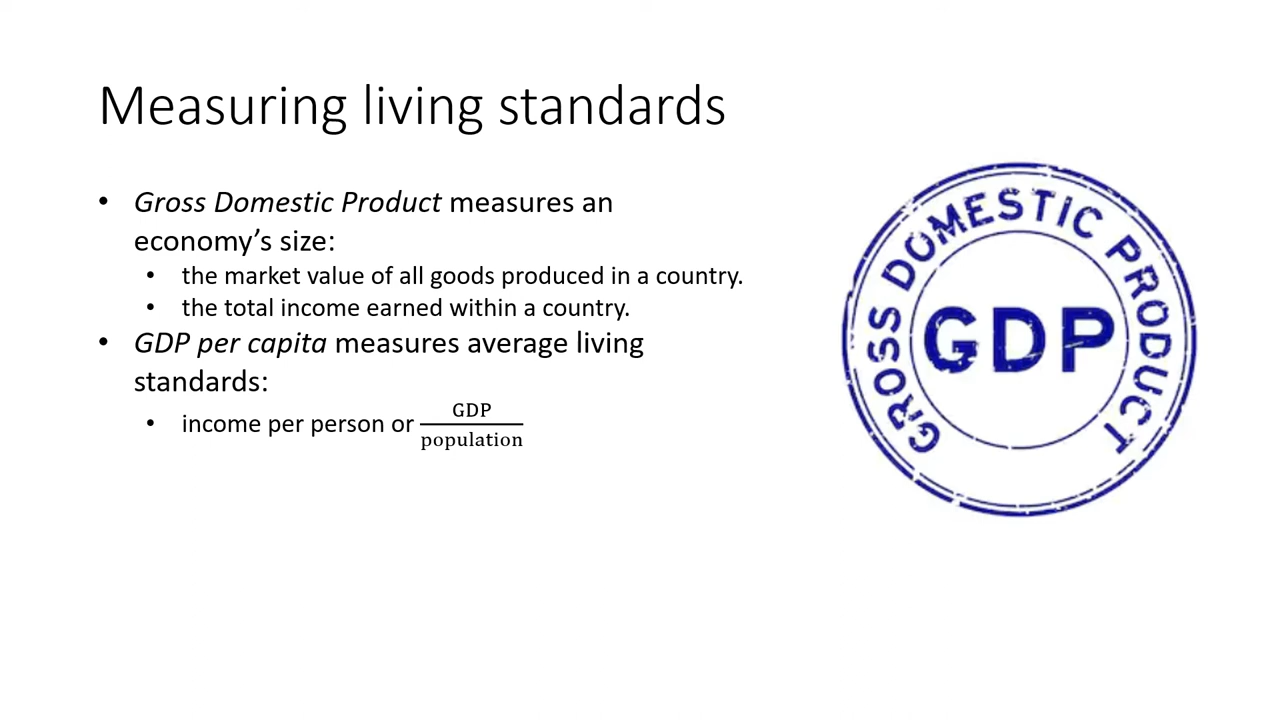 Measuring living standards
• Gross Domestic Product measures an
economy’s size:
• the market value of all goods produced in a country.
• the total income earned within a country.
• GDP per capita measures average living
standards:
• income per person or GDP/population
GROSS DOMESTIC PRODUCT
GDP